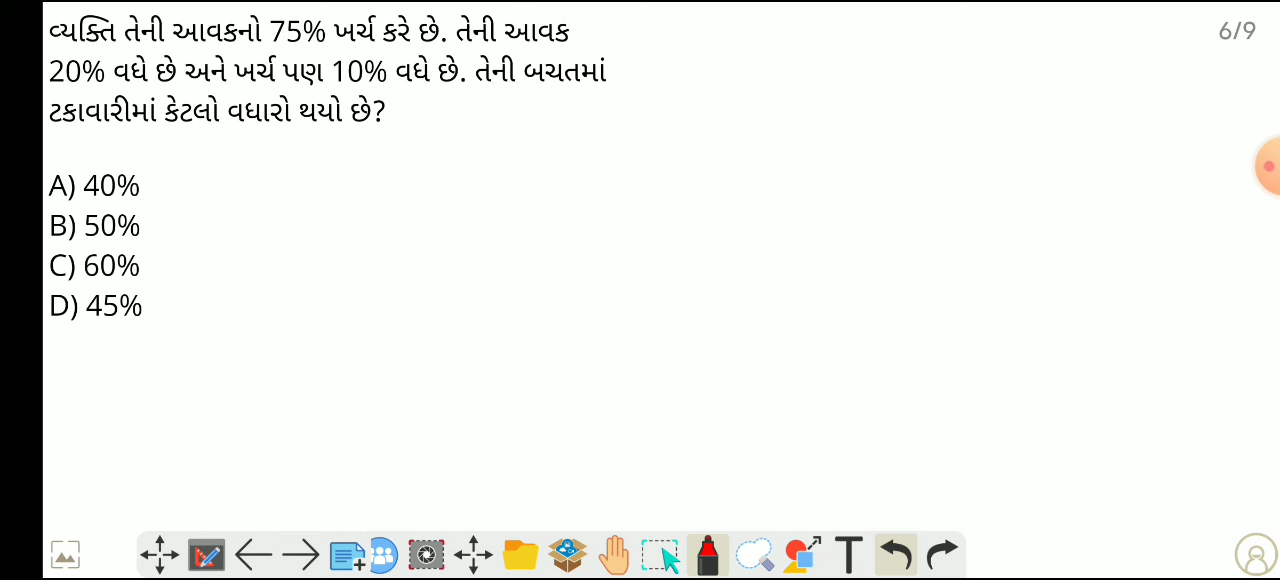 વ્યક્તિ તેની આવકનો 75% ખર્ચ કરે છે. તેની આવક
20% વધે છે અને ખર્ચ પણ 10% વધે છે. તેની બચતમાં
ટકાવારીમાં કેટલો વધારો થયો છે?
A) 40%
B) 50%
C) 60%
D) 45%
6/9
T